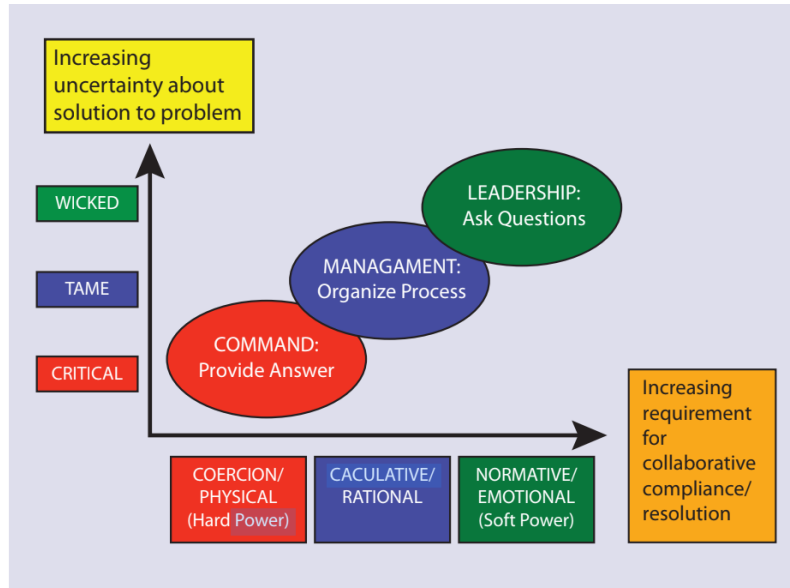 Increasing
uncertainty about
solution to problem
WICKED
LEADERSHIP:
Ask Questions
TAME
MANAGAMENT:
Organize Process
CRITICAL
COMMAND:
Provide Answer
COERCION/
PHYSICAL
(Hard Power)
CACULATIVE/
RATIONAL
NORMATIVE/
EMOTIONAL
(Soft Power)
Increasing
requirement
for
collaborative
compliance/
resolution